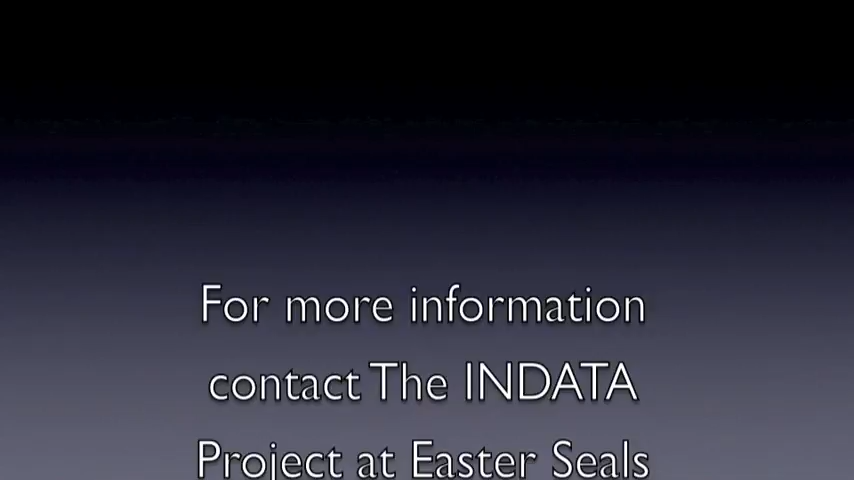 For more information
contact The INDATA
Project at Easter Seals